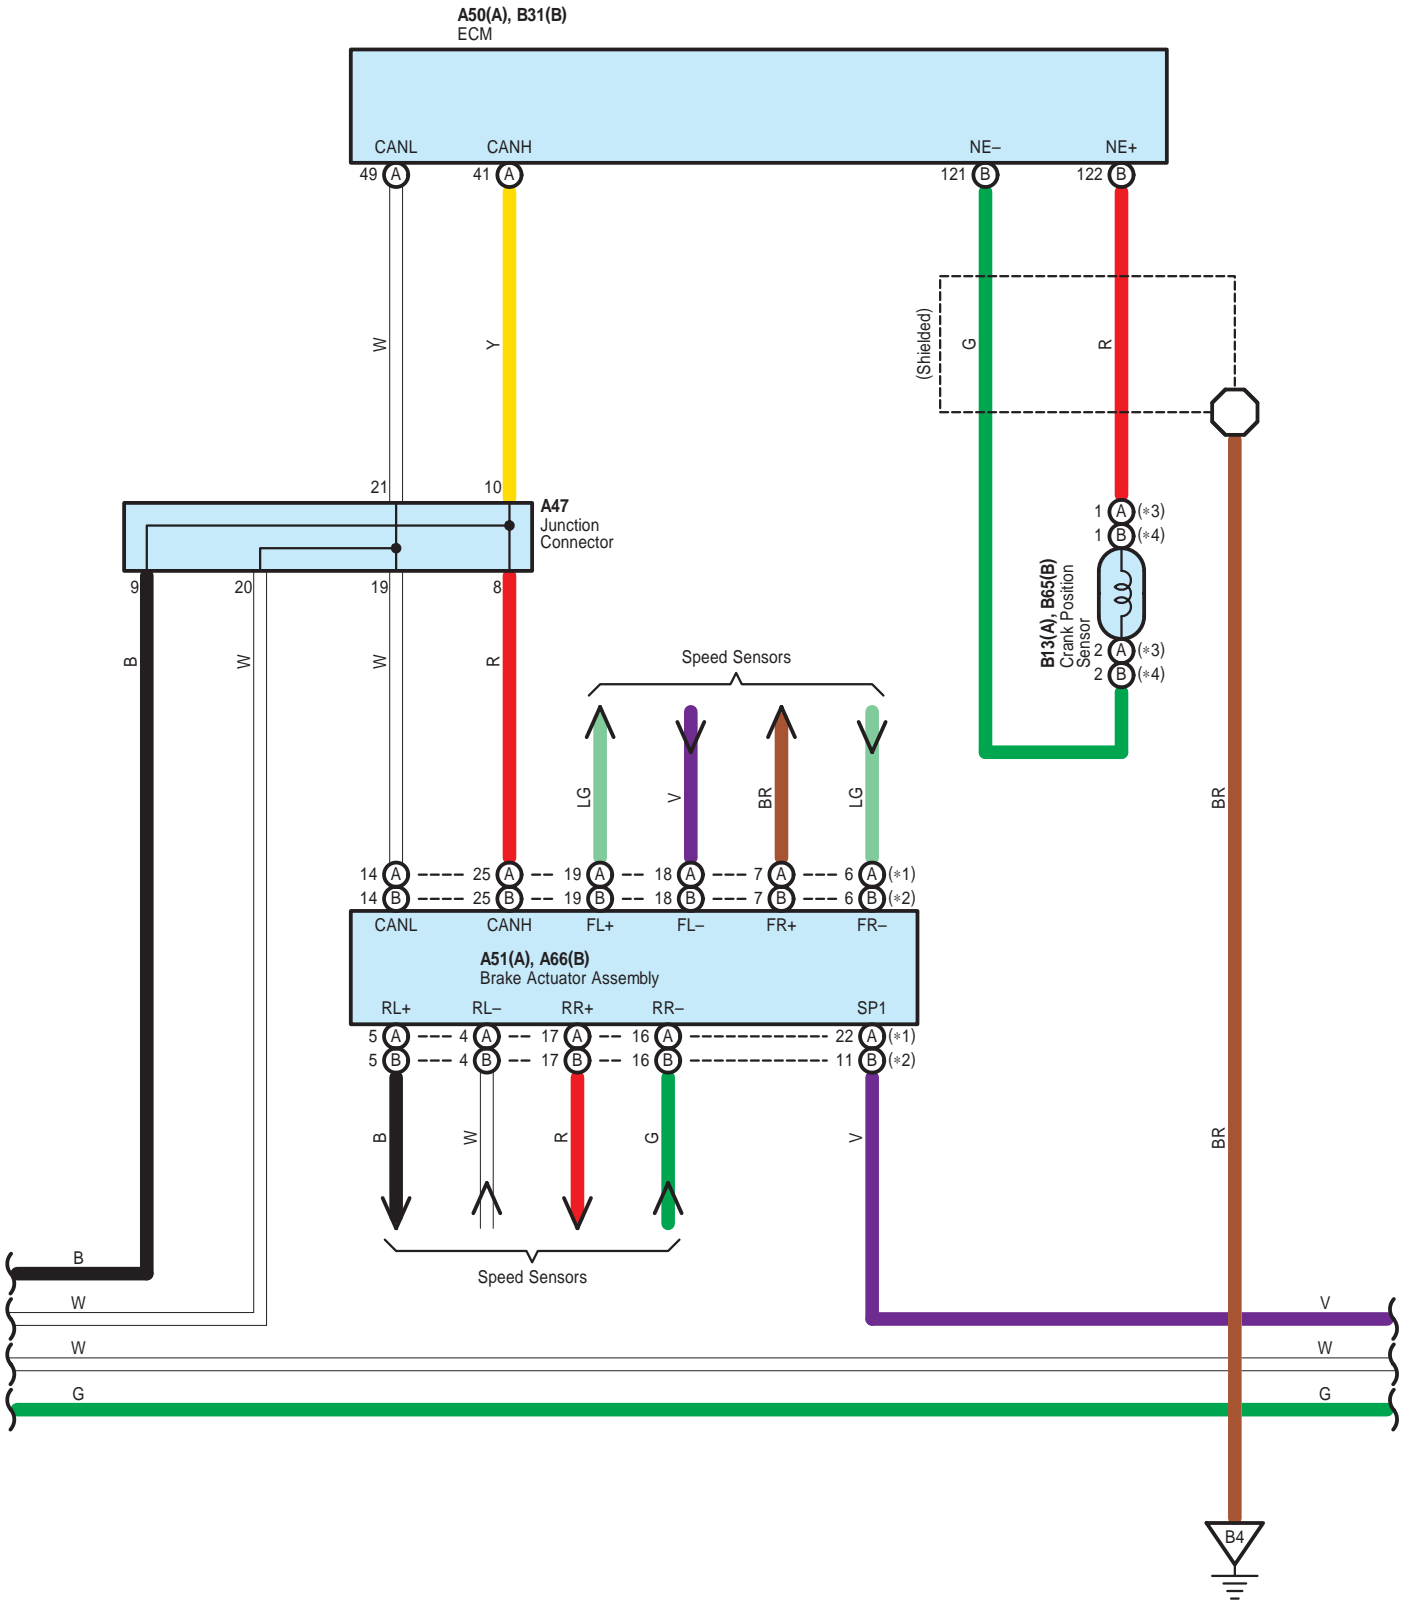 A50(A), B31(B)
ECM
CANL CANH NE– NE+
49 A 41 A 121 B 122 B
W Y (Shielded) G R
21 10
A47
Junction
Connector
1 A (*3)
1 B (*4)
9 20 19 8
B13(A), B65(B)
Crank Position
Sensor
2 A (*3)
2 B (*4)
B W W R
Speed Sensors
LG V BR LG BR
14 A 25 A 19 A 18 A 7 A 6 A (*1)
14 B 25 B 19 B 18 B 7 B 6 B (*2)
CANL CANH FL+ FL– FR+ FR–
A51(A), A66(B)
Brake Actuator Assembly
RL+ RL– RR+ RR– SP1
5 A 4 A 17 A 16 A 22 A (*1)
5 B 4 B 17 B 16 B 11 B (*2)
B W R G V BR
B
Speed Sensors
W V
W W
G G
B4